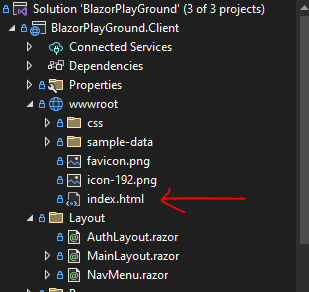 Solution 'BlazorPlayGround' (3 of 3 projects)
BlazorPlayGround.Client
Connected Services
Dependencies
Properties
wwwroot
css
sample-data
favicon.png
icon-192.png
index.html
Layout
AuthLayout.razor
MainLayout.razor
NavMenu.razor